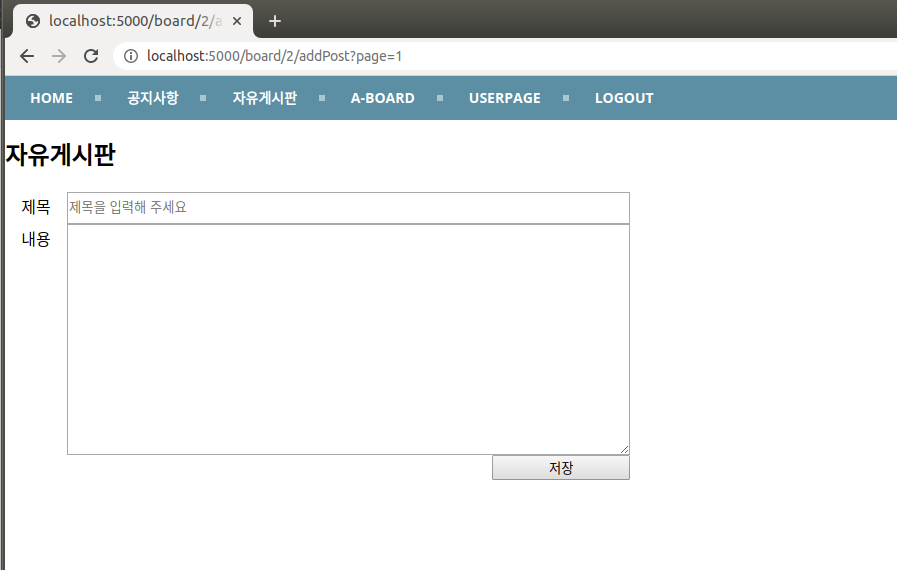 localhost:5000/board/2/a
localhost:5000/board/2/addPost?page=1
HOME 공지사항 자유게시판 A-BOARD USERPAGE LOGOUT
자유게시판
제목 제목을 입력해 주세요
내용
저장